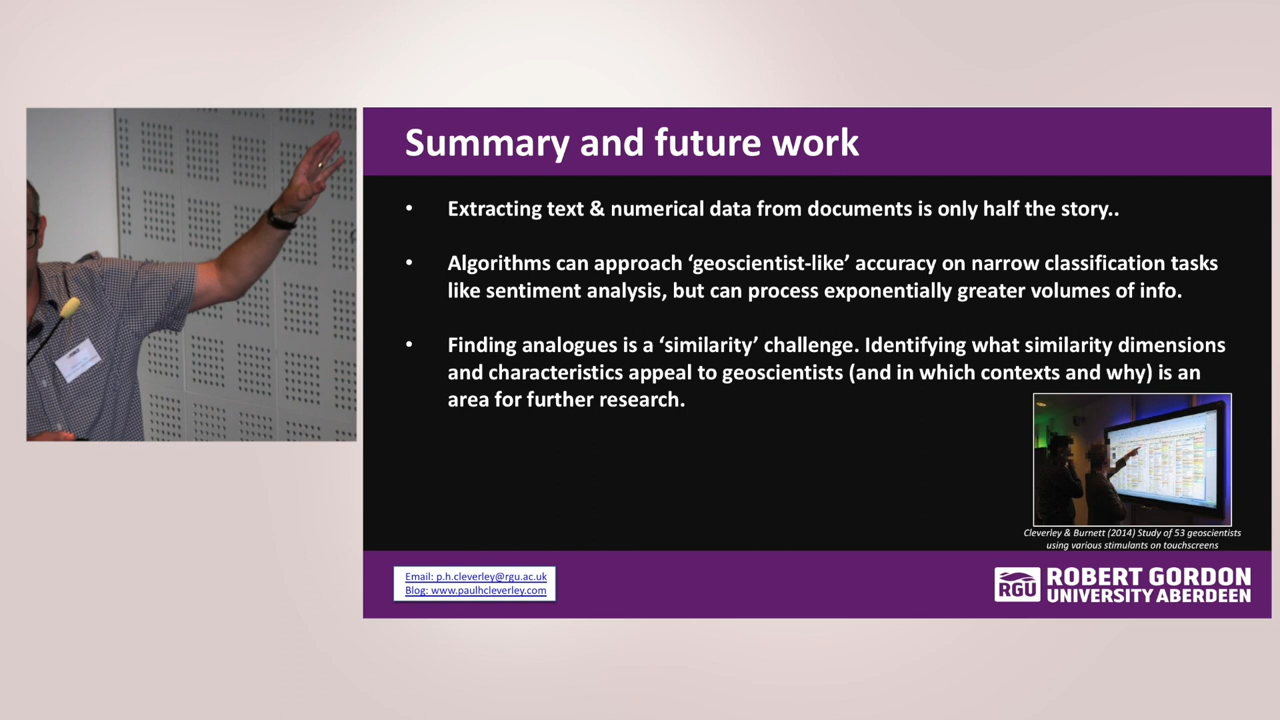 Summary and future work
• Extracting text & numerical data from documents is only half the story..
• Algorithms can approach ‘geoscientist-like’ accuracy on narrow classification tasks
like sentiment analysis, but can process exponentially greater volumes of info.
• Finding analogues is a ‘similarity’ challenge. Identifying what similarity dimensions
and characteristics appeal to geoscientists (and in which contexts and why) is an
area for further research.
Cleverley & Burnett (2014) Study of 53 geoscientists
using various stimulants on touchscreens
Email: p.h.cleverley@rgu.ac.uk
Blog: www.paulhcleverley.com
RGU
ROBERT GORDON
UNIVERSITY ABERDEEN